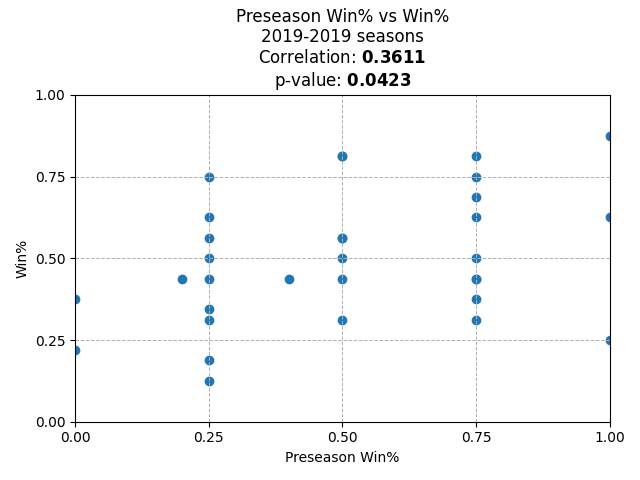 Preseason Win% vs Win%
2019-2019 seasons
Correlation: 0.3611
p-value: 0.0423
1.00
0.75
0.50
0.25
0.00
Win%
0.00 0.25 0.50 0.75 1.00
Preseason Win%